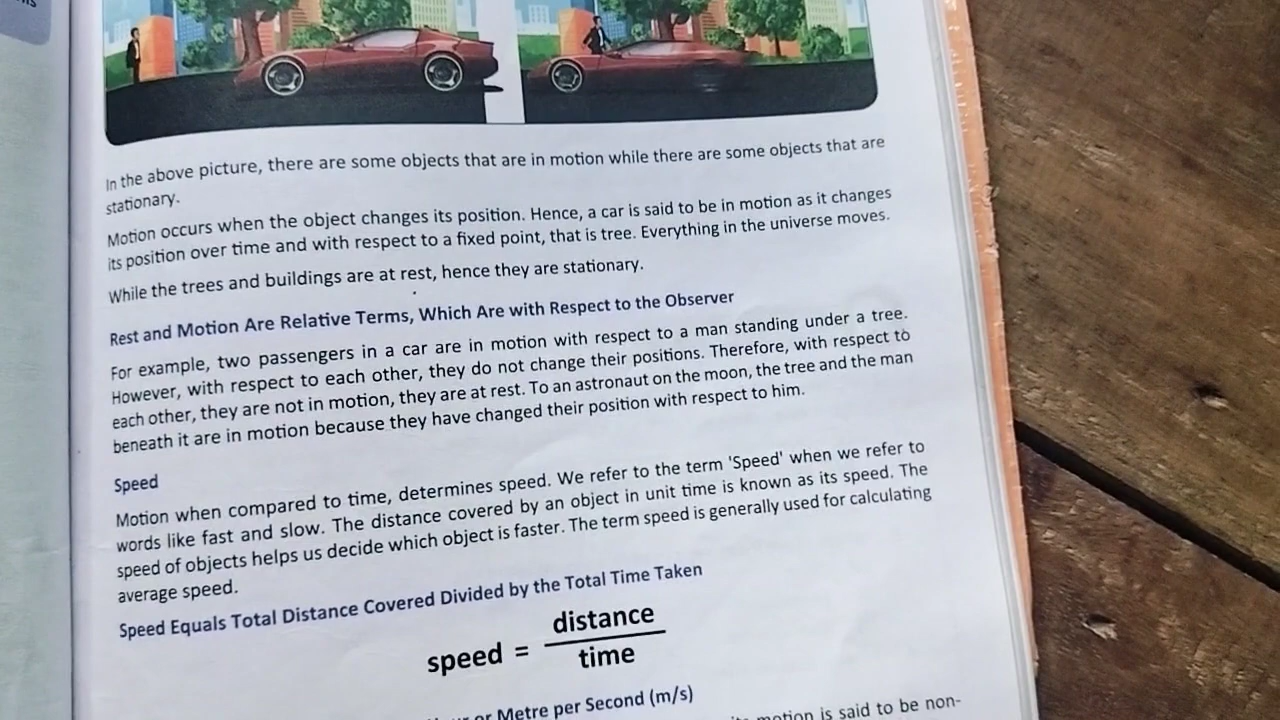 In the above picture, there are some objects that are in motion while there are some objects that are
stationary.
Motion occurs when the object changes its position. Hence, a car is said to be in motion as it changes
its position over time and with respect to a fixed point, that is tree. Everything in the universe moves.
While the trees and buildings are at rest, hence they are stationary.
Rest and Motion Are Relative Terms, Which Are with Respect to the Observer
For example, two passengers in a car are in motion with respect to a man standing under a tree.
However, with respect to each other, they do not change their positions. Therefore, with respect to
each other, they are not in motion, they are at rest. To an astronaut on the moon, the tree and the man
beneath it are in motion because they have changed their position with respect to him.
Speed
Motion when compared to time, determines speed. We refer to the term 'Speed' when we refer to
words like fast and slow. The distance covered by an object in unit time is known as its speed. The
speed of objects helps us decide which object is faster. The term speed is generally used for calculating
average speed.
Speed Equals Total Distance Covered Divided by the Total Time Taken
speed = distance
time
or Metre per Second (m/s)
motion is said to be non-